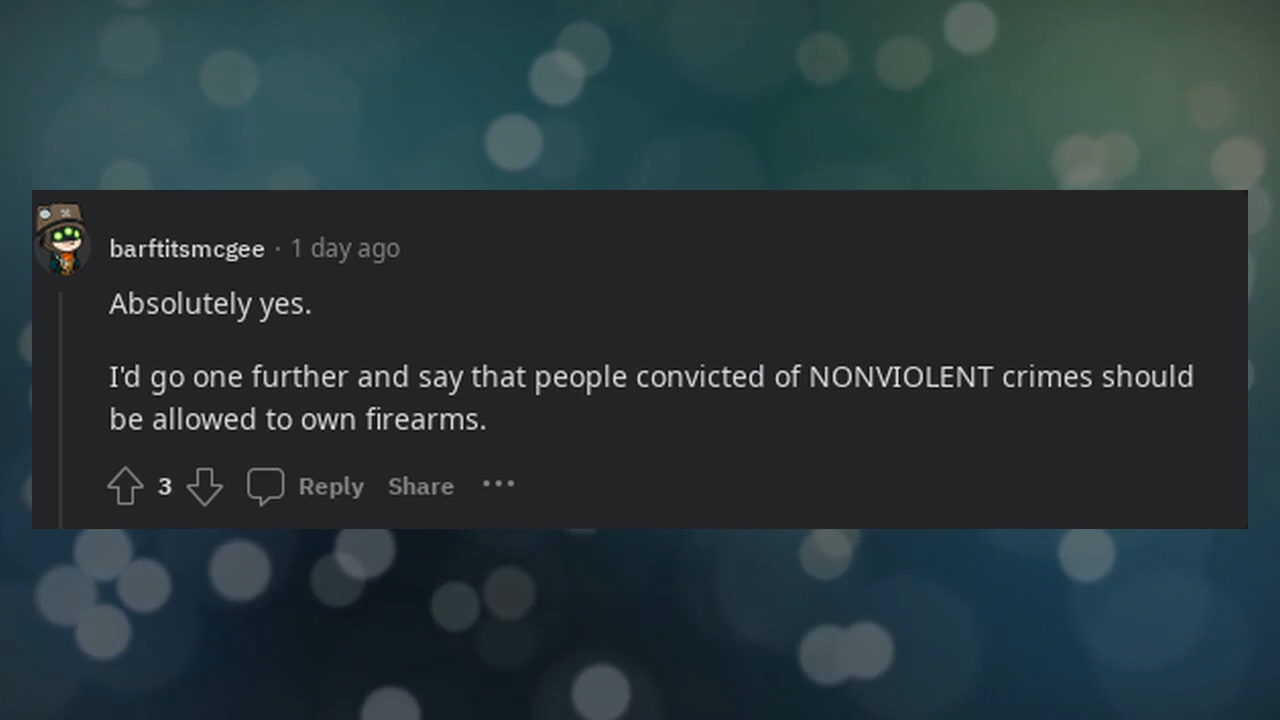 barftitsmcgee · 1 day ago
Absolutely yes.
I'd go one further and say that people convicted of NONVIOLENT crimes should
be allowed to own firearms.
3 Reply Share •••